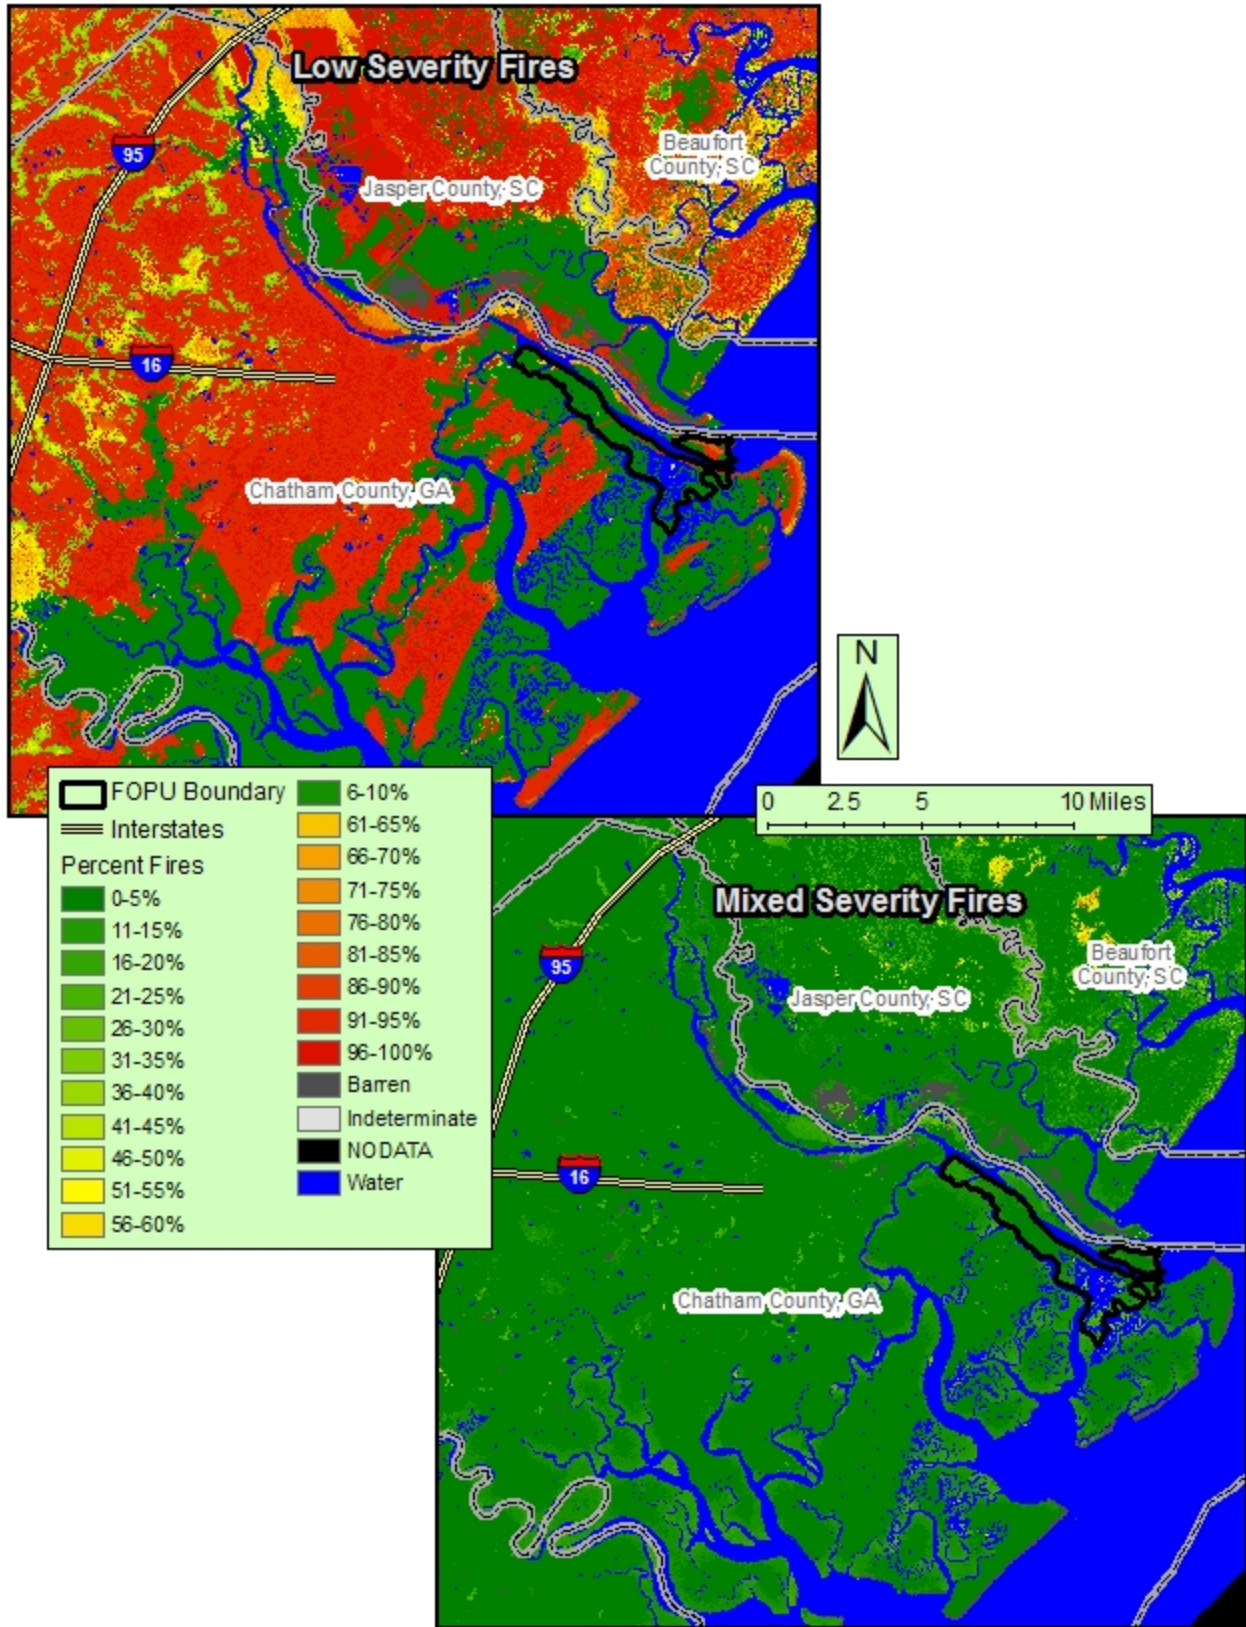 Low Severity Fires
Beaufort
County, SC
95
Jasper County, SC
16
Chatham County, GA
N
FOPU Boundary
Interstates
Percent Fires
0-5%
11-15%
16-20%
21-25%
26-30%
31-35%
36-40%
41-45%
46-50%
51-55%
56-60%
6-10%
61-65%
66-70%
71-75%
76-80%
81-85%
86-90%
91-95%
96-100%
Barren
Indeterminate
NODATA
Water
0 2.5 5 10 Miles
Mixed Severity Fires
Beaufort
County, SC
95
Jasper County, SC
16
Chatham County, GA